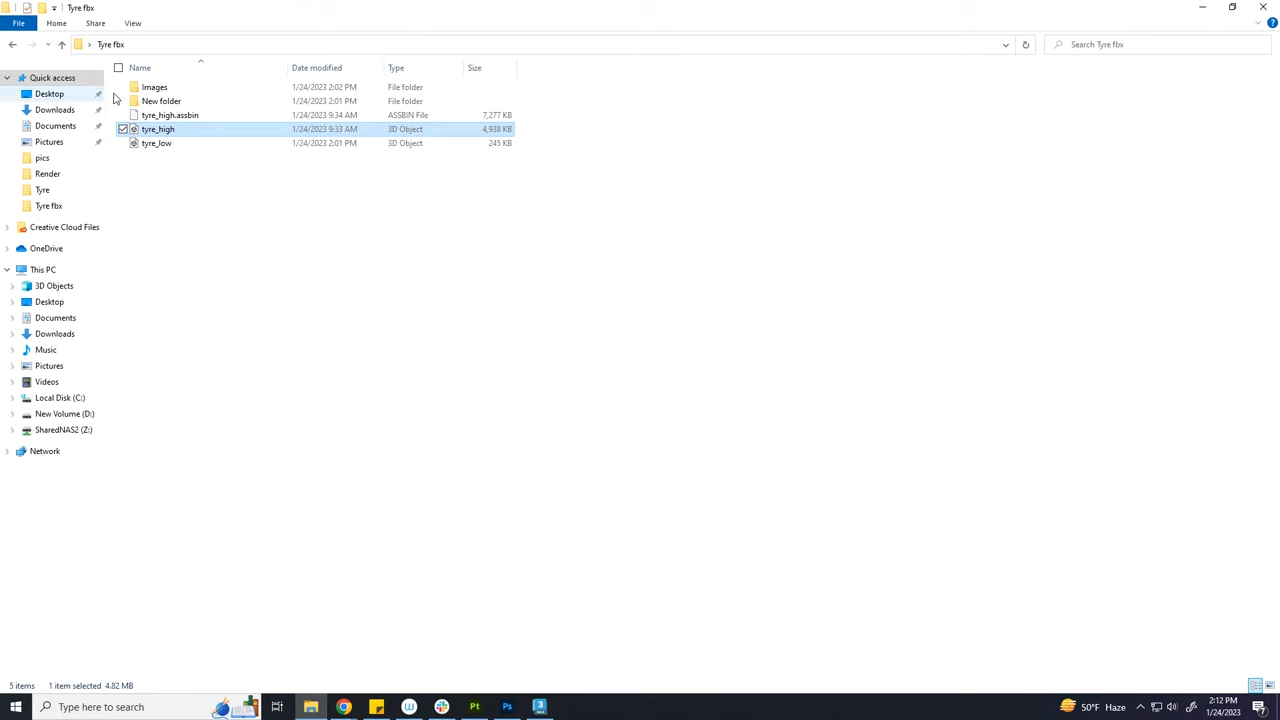 Tyre fbx
File Home Share View
Tyre fbx Search Tyre fbx
Name Date modified Type Size
Quick access
Desktop
Downloads
Documents
Pictures
pics
Render
Tyre
Tyre fbx
Creative Cloud Files
OneDrive
This PC
3D Objects
Desktop
Documents
Downloads
Music
Pictures
Videos
Local Disk (C:)
New Volume (D:)
SharedNAS2 (Z:)
Network
Images 1/24/2023 2:02 PM File folder
New folder 1/24/2023 2:01 PM File folder
tyre_high.assbin 1/24/2023 9:34 AM ASSBIN File 7,277 KB
tyre_high 1/24/2023 9:33 AM 3D Object 4,938 KB
tyre_low 1/24/2023 2:01 PM 3D Object 245 KB
5 items 1 item selected 4.82 MB
Type here to search
Pt
Ps
3
50°F Haze
2:12 PM
1/24/2023